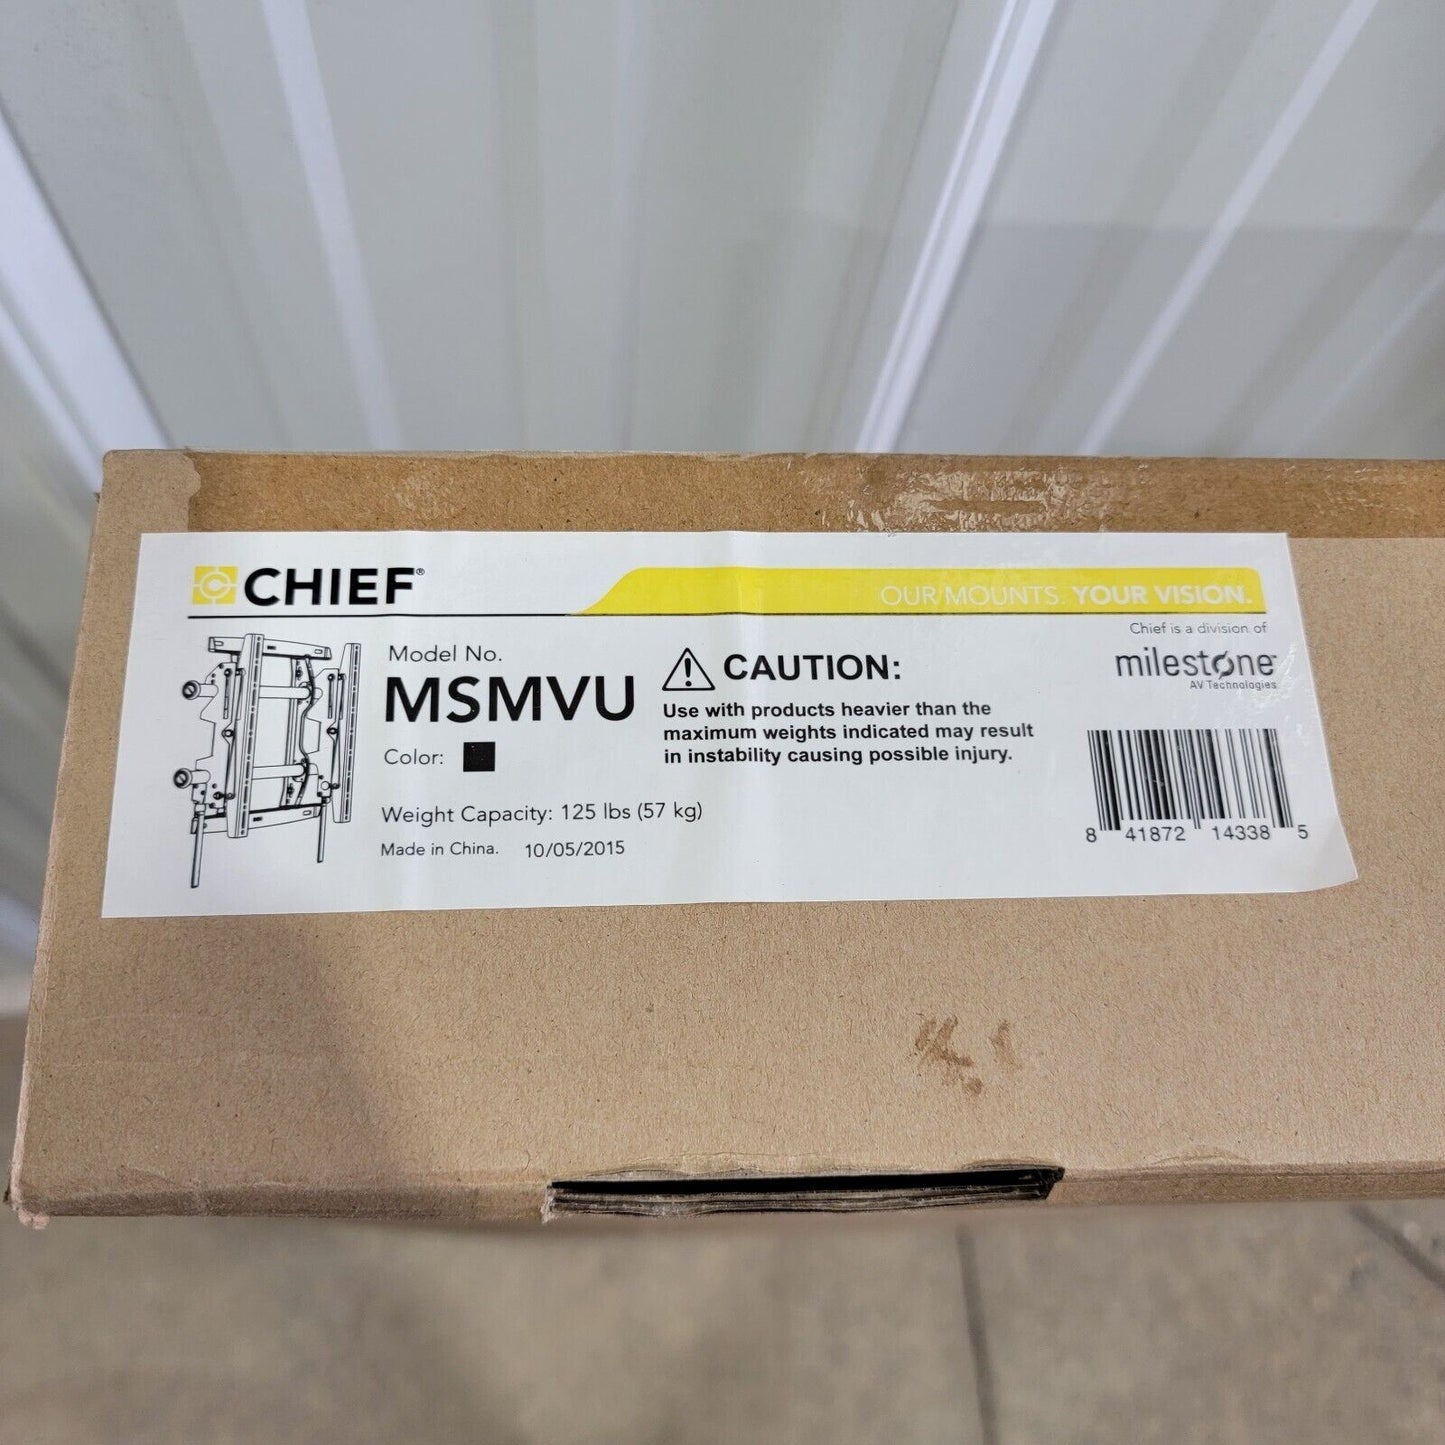 CHIEF®
OUR MOUNTS. YOUR VISION.
Chief is a division of
milestone™
AV Technologies
Model No.
MSMVU
Color:
CAUTION:
Use with products heavier than the
maximum weights indicated may result
in instability causing possible injury.
Weight Capacity: 125 lbs (57 kg)
Made in China. 10/05/2015
8 41872 14338 5